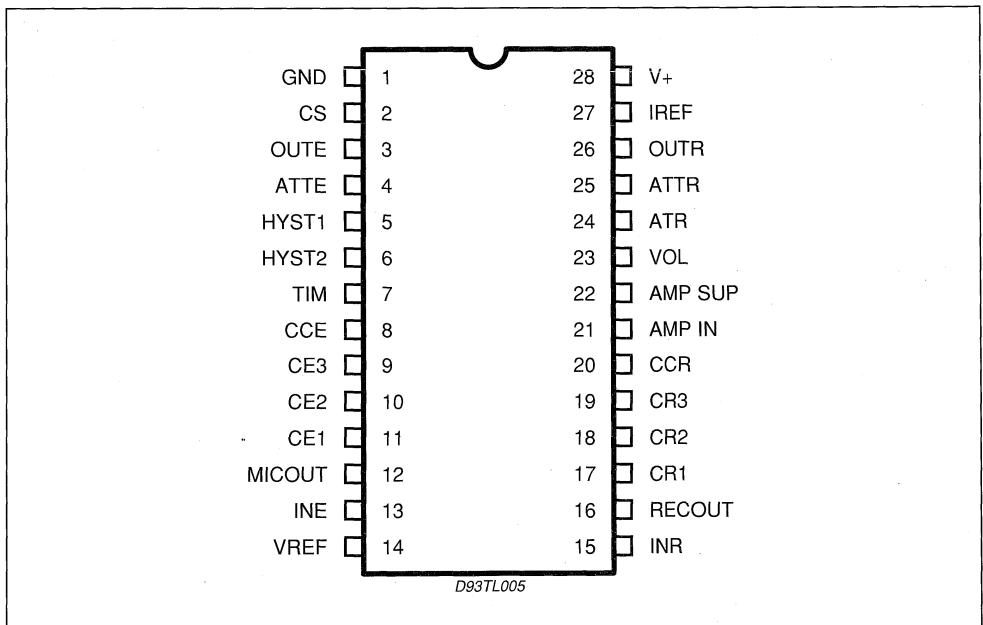 GND 1 28 V+
CS 2 27 IREF
OUTE 3 26 OUTR
ATTE 4 25 ATTR
HYST1 5 24 ATR
HYST2 6 23 VOL
TIM 7 22 AMP SUP
CCE 8 21 AMP IN
CE3 9 20 CCR
CE2 10 19 CR3
CE1 11 18 CR2
MICOUT 12 17 CR1
INE 13 16 RECOUT
VREF 14 15 INR
D93TL005